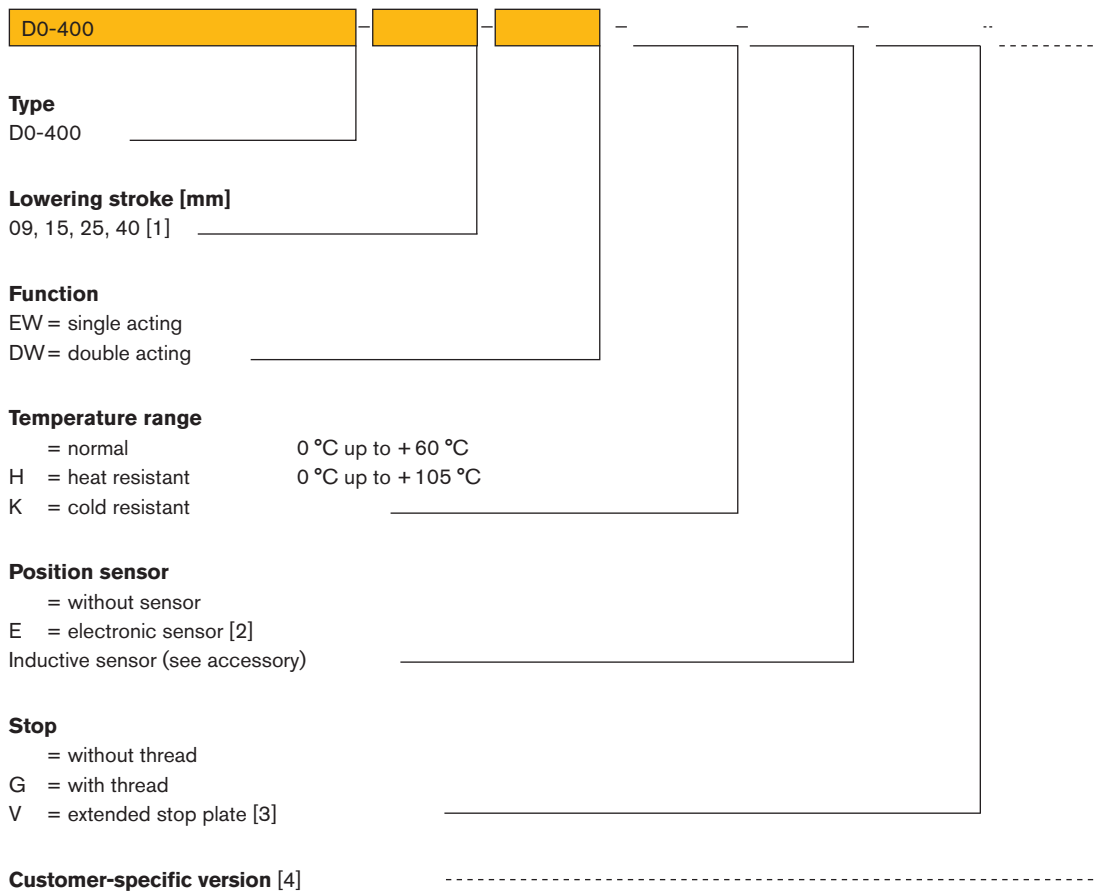 D0-400 - - - - - --
Type
D0-400
Lowering stroke [mm]
09, 15, 25, 40 [1]
Function
EW = single acting
DW = double acting
Temperature range
= normal 0 °C up to + 60 °C
H = heat resistant 0 °C up to + 105 °C
K = cold resistant
Position sensor
= without sensor
E = electronic sensor [2]
Inductive sensor (see accessory)
Stop
= without thread
G = with thread
V = extended stop plate [3]
Customer-specific version [4]